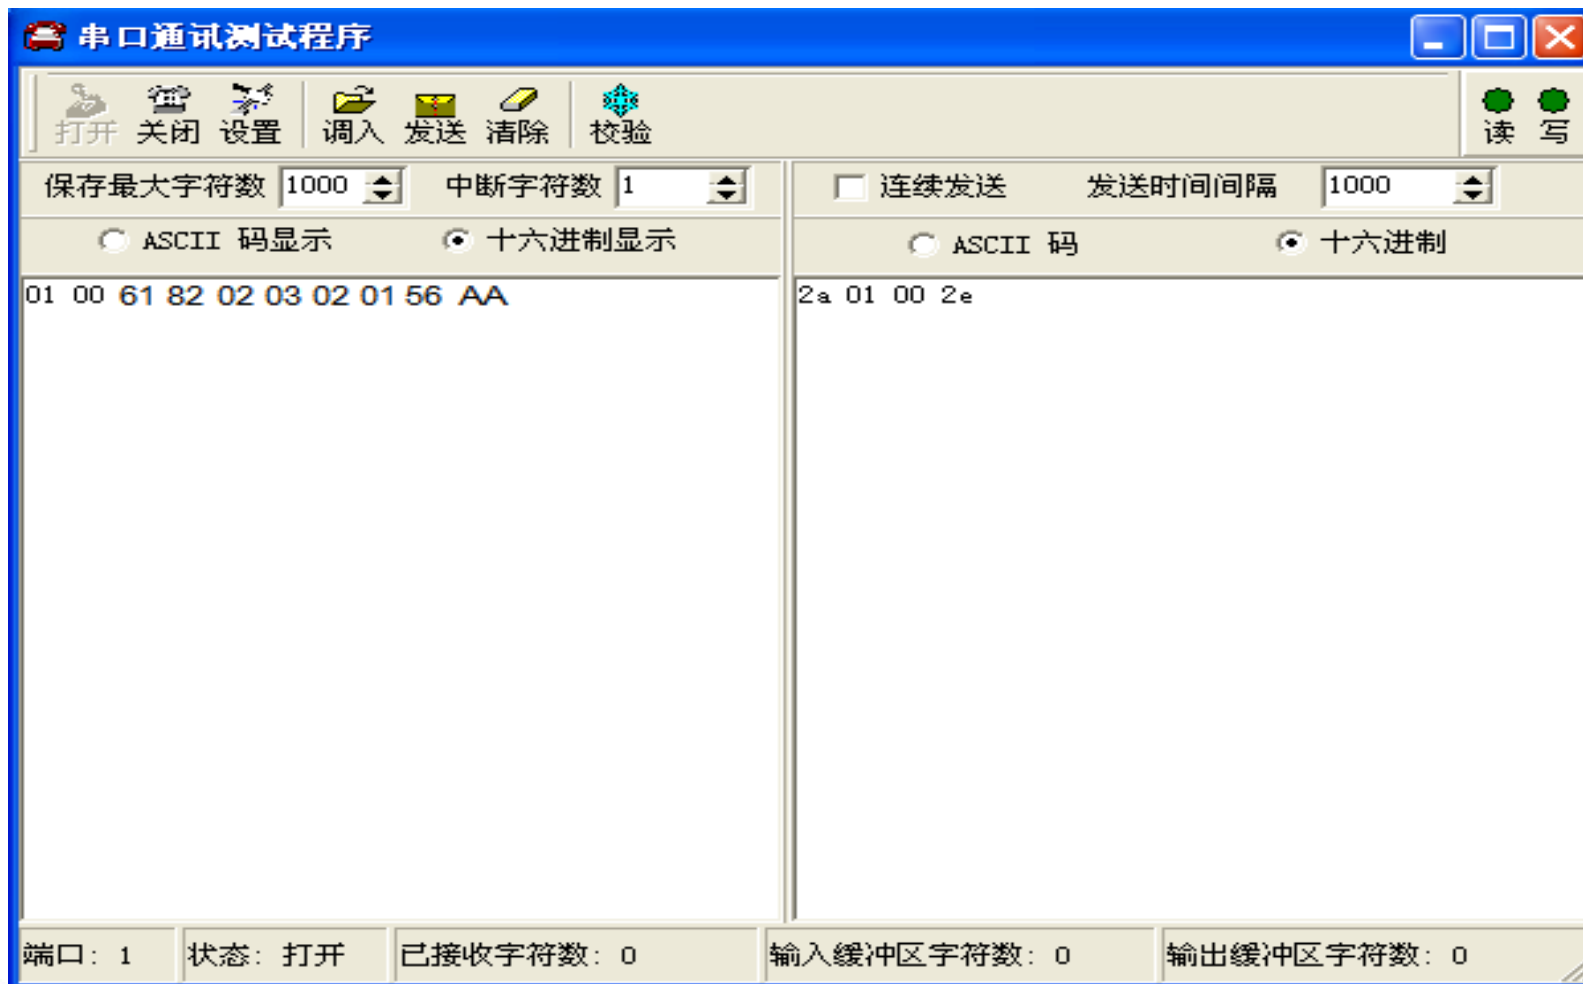 串口通讯测试程序
打开 关闭 设置 调入 发送 清除 校验 读 写
保存最大字符数 1000 中断字符数 1 连续发送 发送时间间隔 1000
ASCII 码显示 十六进制显示 ASCII 码 十六进制
01 00 61 82 02 03 02 01 56 AA
2a 01 00 2e
端口: 1 状态: 打开 已接收字符数: 0 输入缓冲区字符数: 0 输出缓冲区字符数: 0